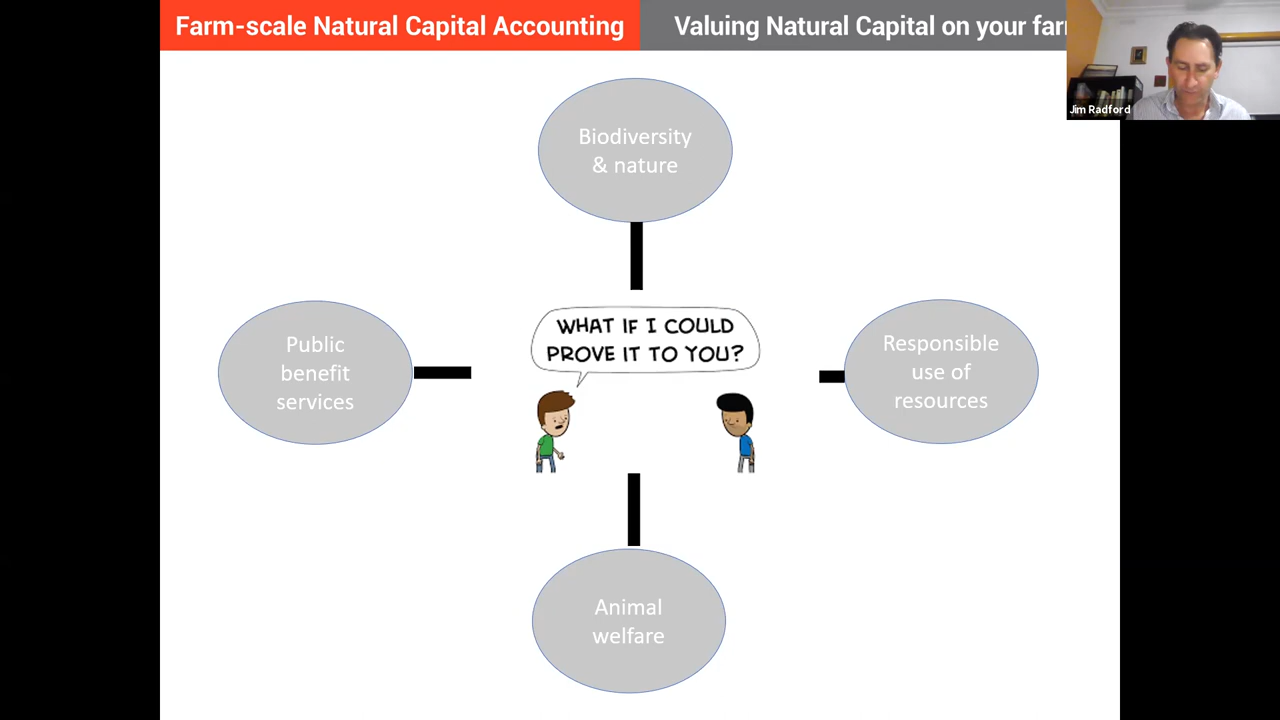 Farm-scale Natural Capital Accounting
Valuing Natural Capital on your
Jim Radford
Biodiversity
& nature
WHAT IF I COULD
PROVE IT TO YOU?
Public
benefit
services
Responsible
use of
resources
Animal
welfare